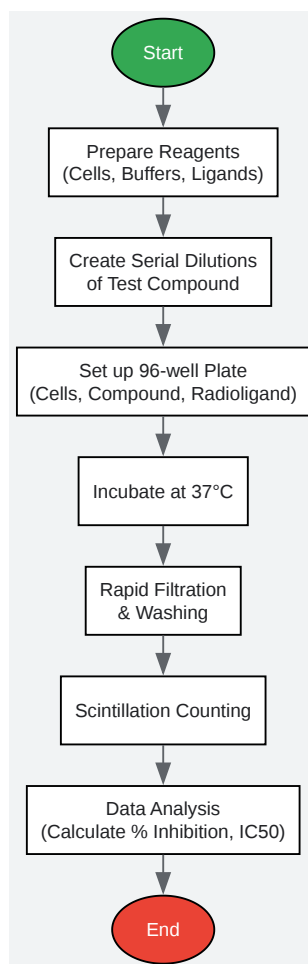 Start
Prepare Reagents
(Cells, Buffers, Ligands)
Create Serial Dilutions
of Test Compound
Set up 96-well Plate
(Cells, Compound, Radioligand)
Incubate at 37°C
Rapid Filtration
& Washing
Scintillation Counting
Data Analysis
(Calculate % Inhibition, IC50)
End